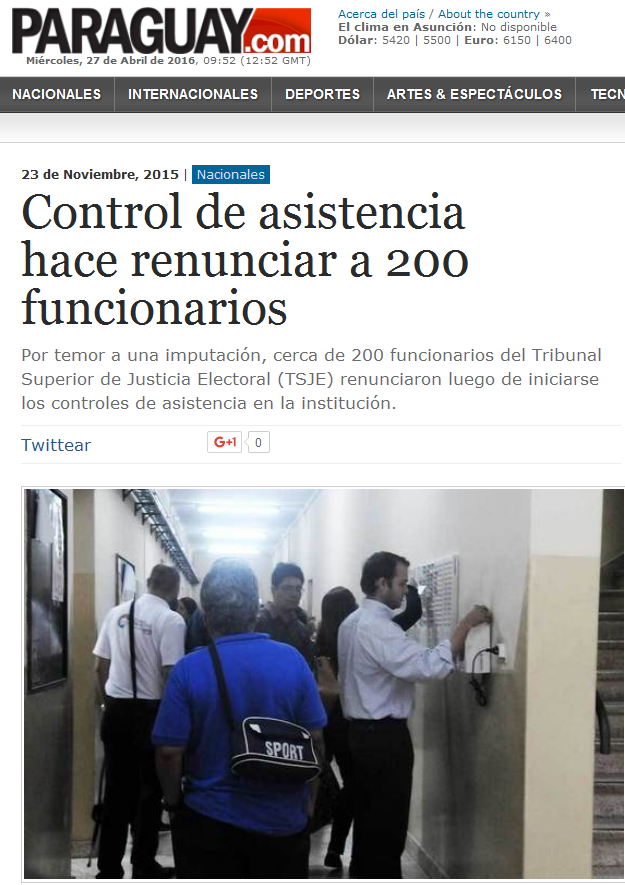 PARAGUAY.com
Miércoles, 27 de Abril de 2016, 09:52 (12:52 GMT)
Acerca del país / About the country »
El clima en Asunción: No disponible
Dólar: 5420 | 5500 | Euro: 6150 | 6400
NACIONALES INTERNACIONALES DEPORTES ARTES & ESPECTÁCULOS TECN
23 de Noviembre, 2015 | Nacionales
Control de asistencia
hace renunciar a 200
funcionarios
Por temor a una imputación, cerca de 200 funcionarios del Tribunal
Superior de Justicia Electoral (TSJE) renunciaron luego de iniciarse
los controles de asistencia en la institución.
Twittear
G+1 0
SPORT